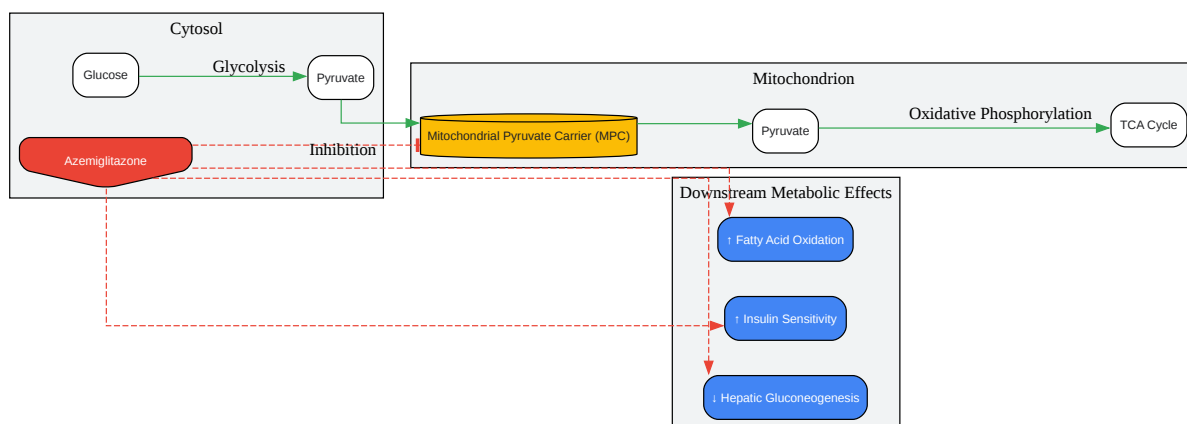 Cytosol
Glucose
Glycolysis
Pyruvate
Mitochondrion
Mitochondrial Pyruvate Carrier (MPC)
Pyruvate
Oxidative Phosphorylation
TCA Cycle
Azemiglitazone
Inhibition
Downstream Metabolic Effects
↑ Fatty Acid Oxidation
↑ Insulin Sensitivity
↓ Hepatic Gluconeogenesis